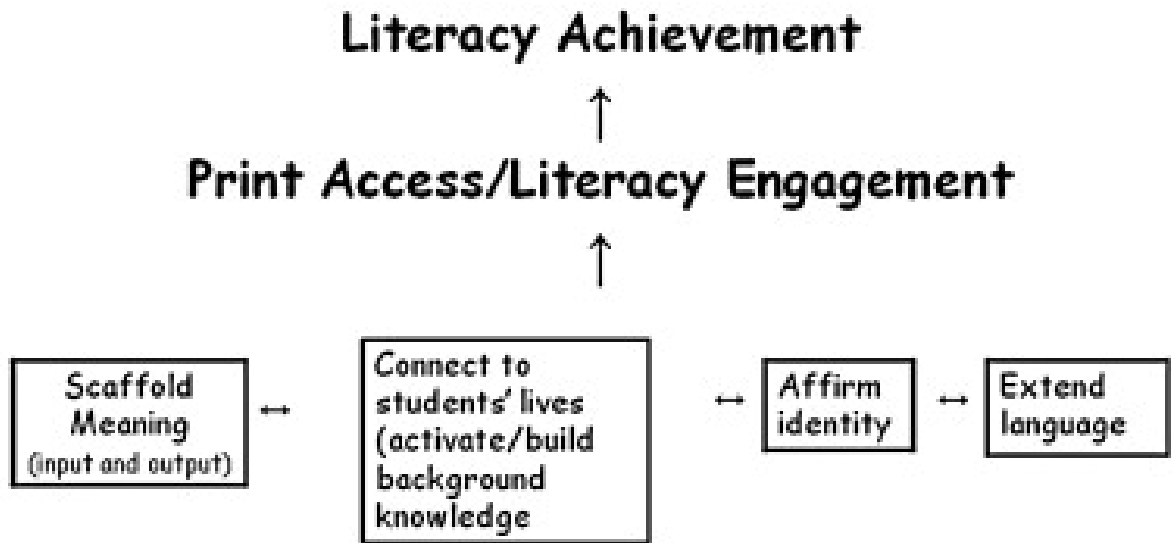 Literacy Achievement
↑
Print Access/Literacy Engagement
↑
Scaffold
Meaning
(input and output)
↔
Connect to
students' lives
(activate/build
background
knowledge
↔
Affirm
identity
↔
Extend
language